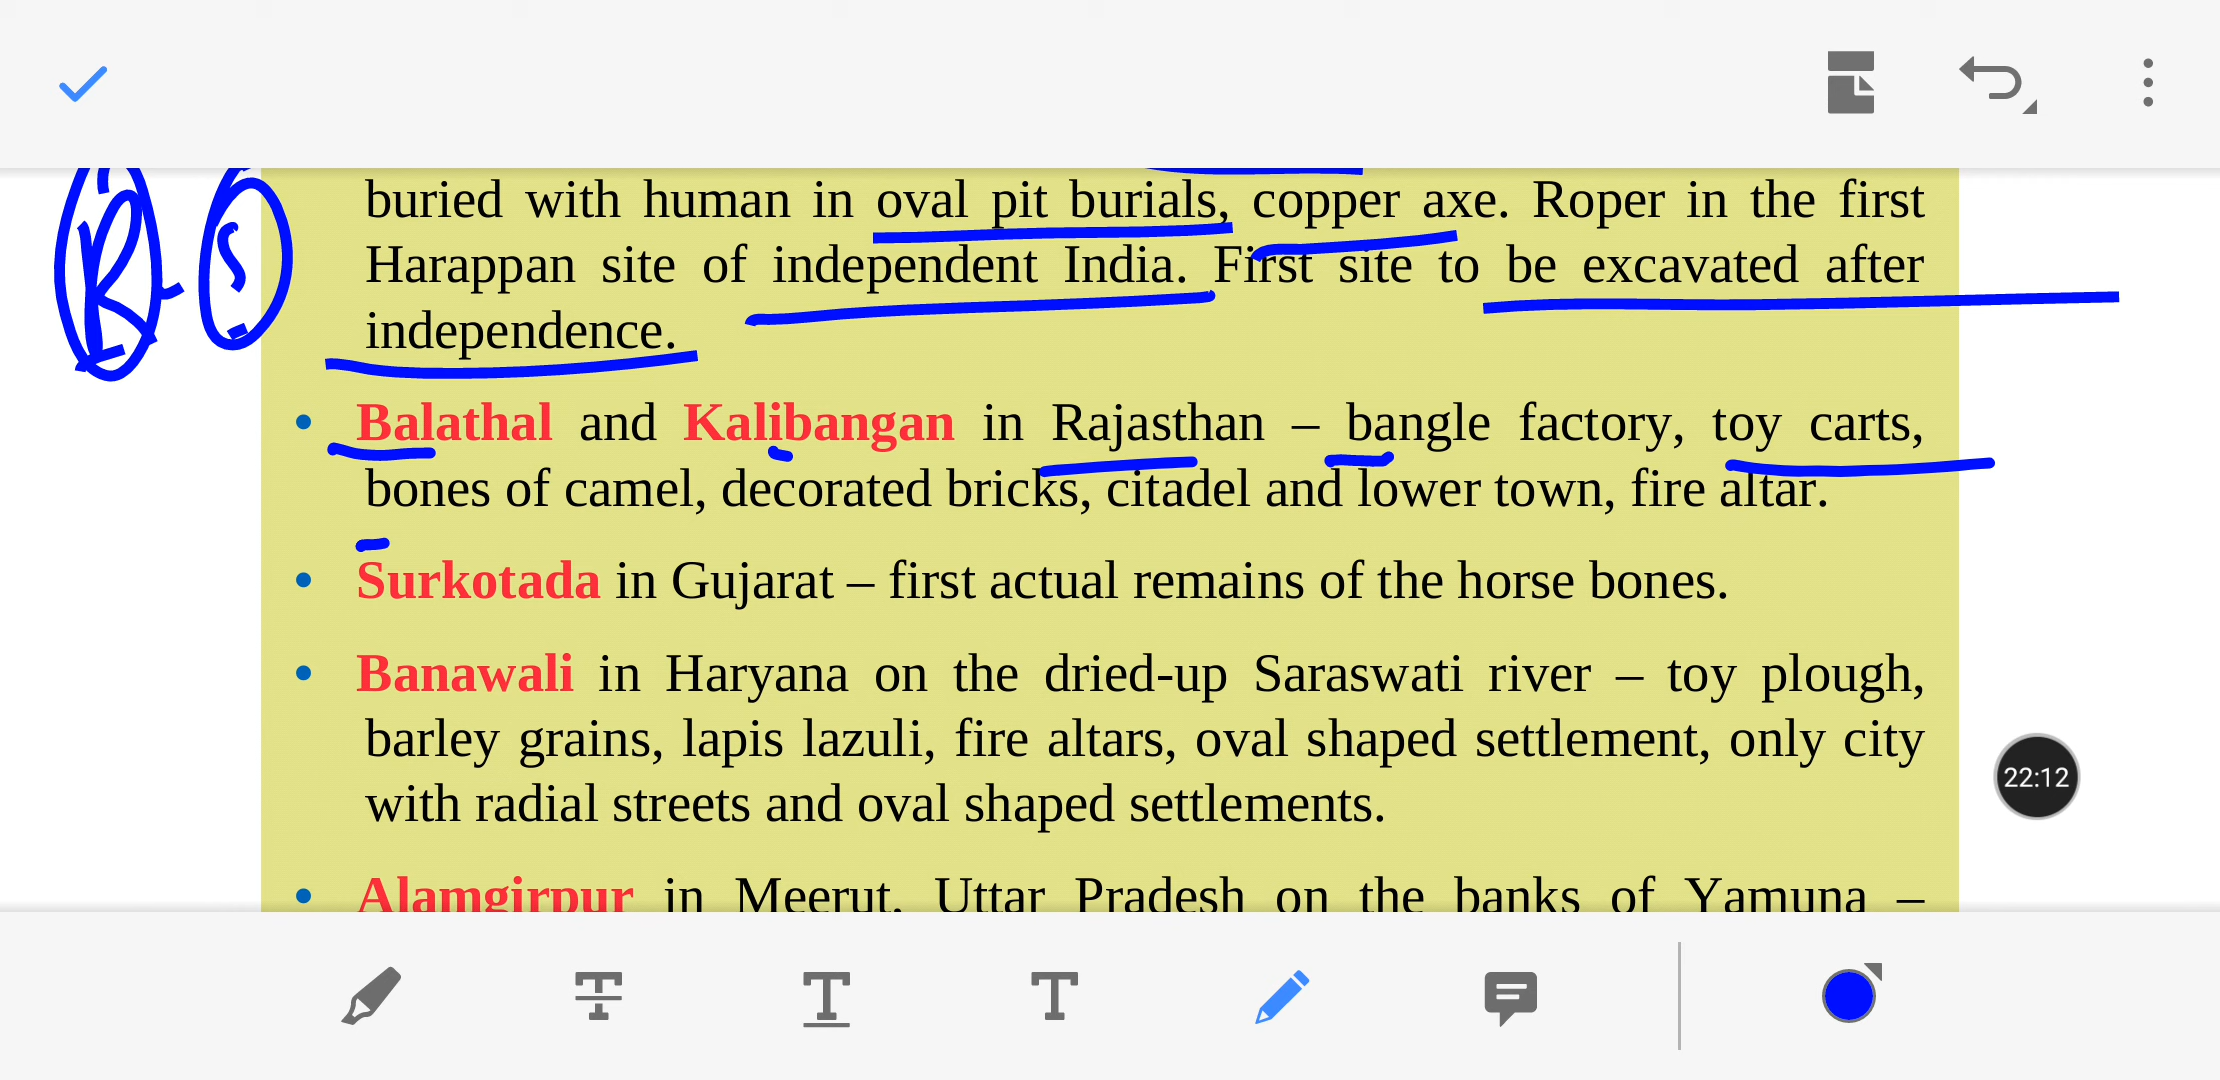 buried with human in oval pit burials, copper axe. Roper in the first
Harappan site of independent India. First site to be excavated after
independence.
• Balathal and Kalibangan in Rajasthan – bangle factory, toy carts,
bones of camel, decorated bricks, citadel and lower town, fire altar.
• Surkotada in Gujarat – first actual remains of the horse bones.
• Banawali in Haryana on the dried-up Saraswati river – toy plough,
barley grains, lapis lazuli, fire altars, oval shaped settlement, only city
with radial streets and oval shaped settlements.
22:12
• Alamgirpur in Meerut, Uttar Pradesh on the banks of Yamuna –